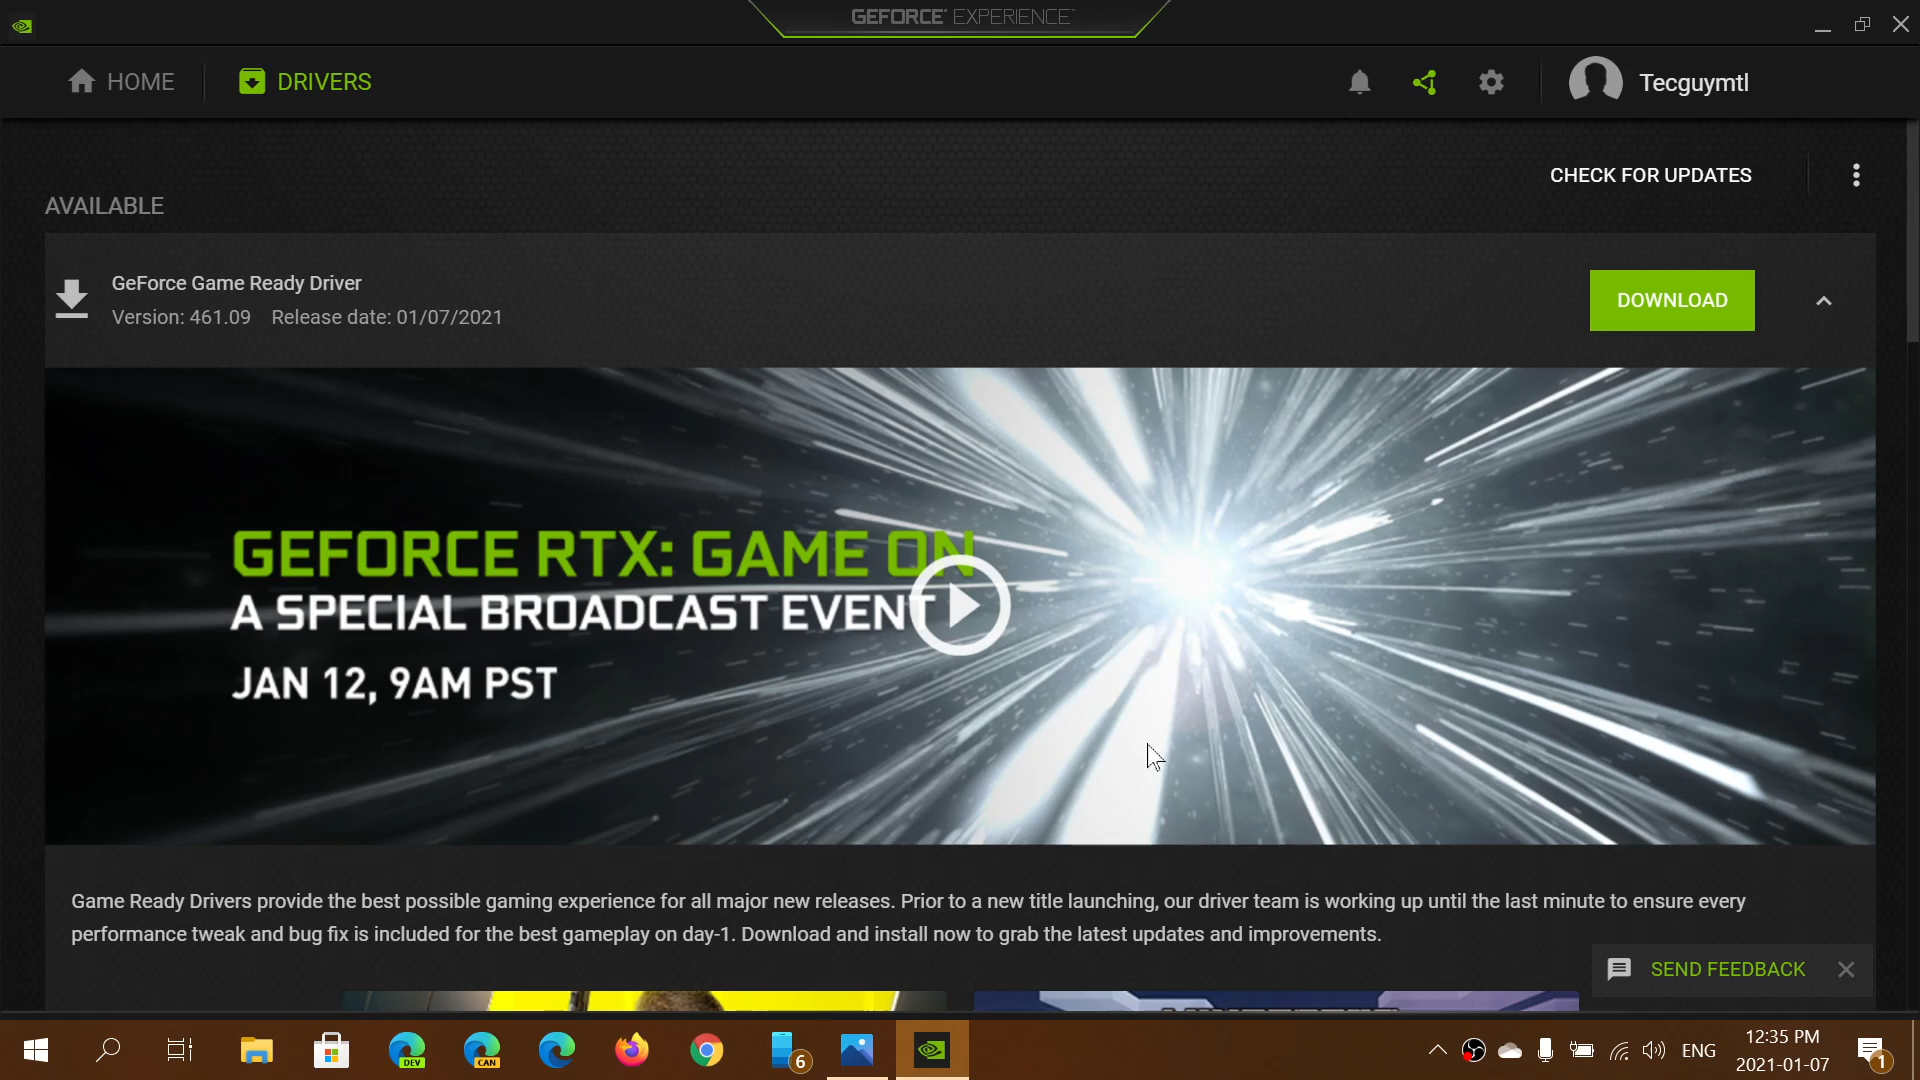 GEFORCE EXPERIENCE
HOME
DRIVERS
Tecguymtl
CHECK FOR UPDATES
AVAILABLE
GeForce Game Ready Driver
Version: 461.09 Release date: 01/07/2021
DOWNLOAD
GEFORCE RTX: GAME ON
A SPECIAL BROADCAST EVENT
JAN 12, 9AM PST
Game Ready Drivers provide the best possible gaming experience for all major new releases. Prior to a new title launching, our driver team is working up until the last minute to ensure every
performance tweak and bug fix is included for the best gameplay on day-1. Download and install now to grab the latest updates and improvements.
SEND FEEDBACK
DEV
CAN
6
ENG
12:35 PM
2021-01-07
1